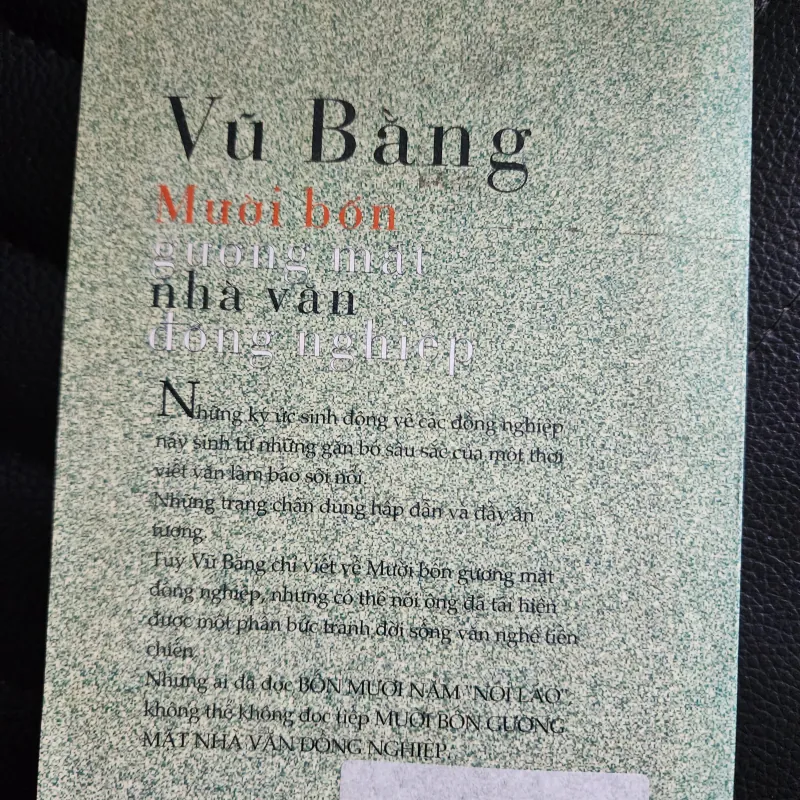 Vũ Bằng
Mười bốn
gương mặt
nhà văn
đồng nghiệp
Những ký ức sinh động về các đồng nghiệp
nảy sinh từ những gắn bó sâu sắc của một thời
viết văn làm báo sôi nổi.
Những trang chân dung hấp dẫn và đầy ấn
tượng.
Tuy Vũ Bằng chỉ viết về Mười bốn gương mặt
đồng nghiệp, nhưng có thể nói ông đã tái hiện
được một phần bức tranh đời sống văn nghệ tiền
chiến.
Những ai đã đọc BỐN MƯƠI NĂM "NÓI LÁO",
không thể không đọc tiếp MƯỜI BỐN GƯƠNG
MẶT NHÀ VĂN ĐỒNG NGHIỆP.